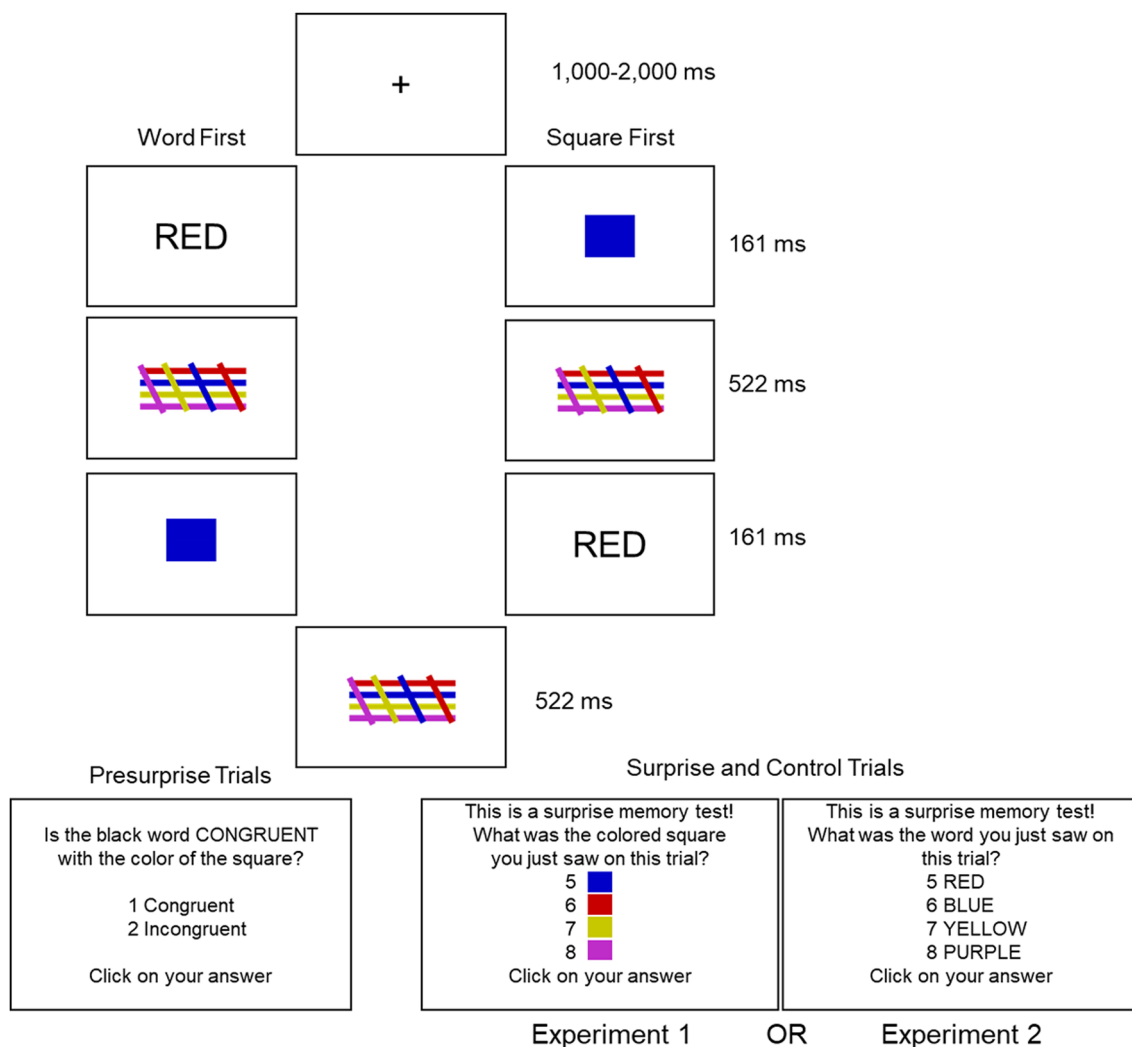 +
1,000-2,000 ms
Word First
Square First
RED
161 ms
522 ms
161 ms
RED
522 ms
Presurprise Trials
Is the black word CONGRUENT
with the color of the square?
1 Congruent
2 Incongruent
Click on your answer
Surprise and Control Trials
This is a surprise memory test!
What was the colored square
you just saw on this trial?
5
6
7
8
Click on your answer
This is a surprise memory test!
What was the word you just saw on
this trial?
5 RED
6 BLUE
7 YELLOW
8 PURPLE
Click on your answer
Experiment 1 OR Experiment 2